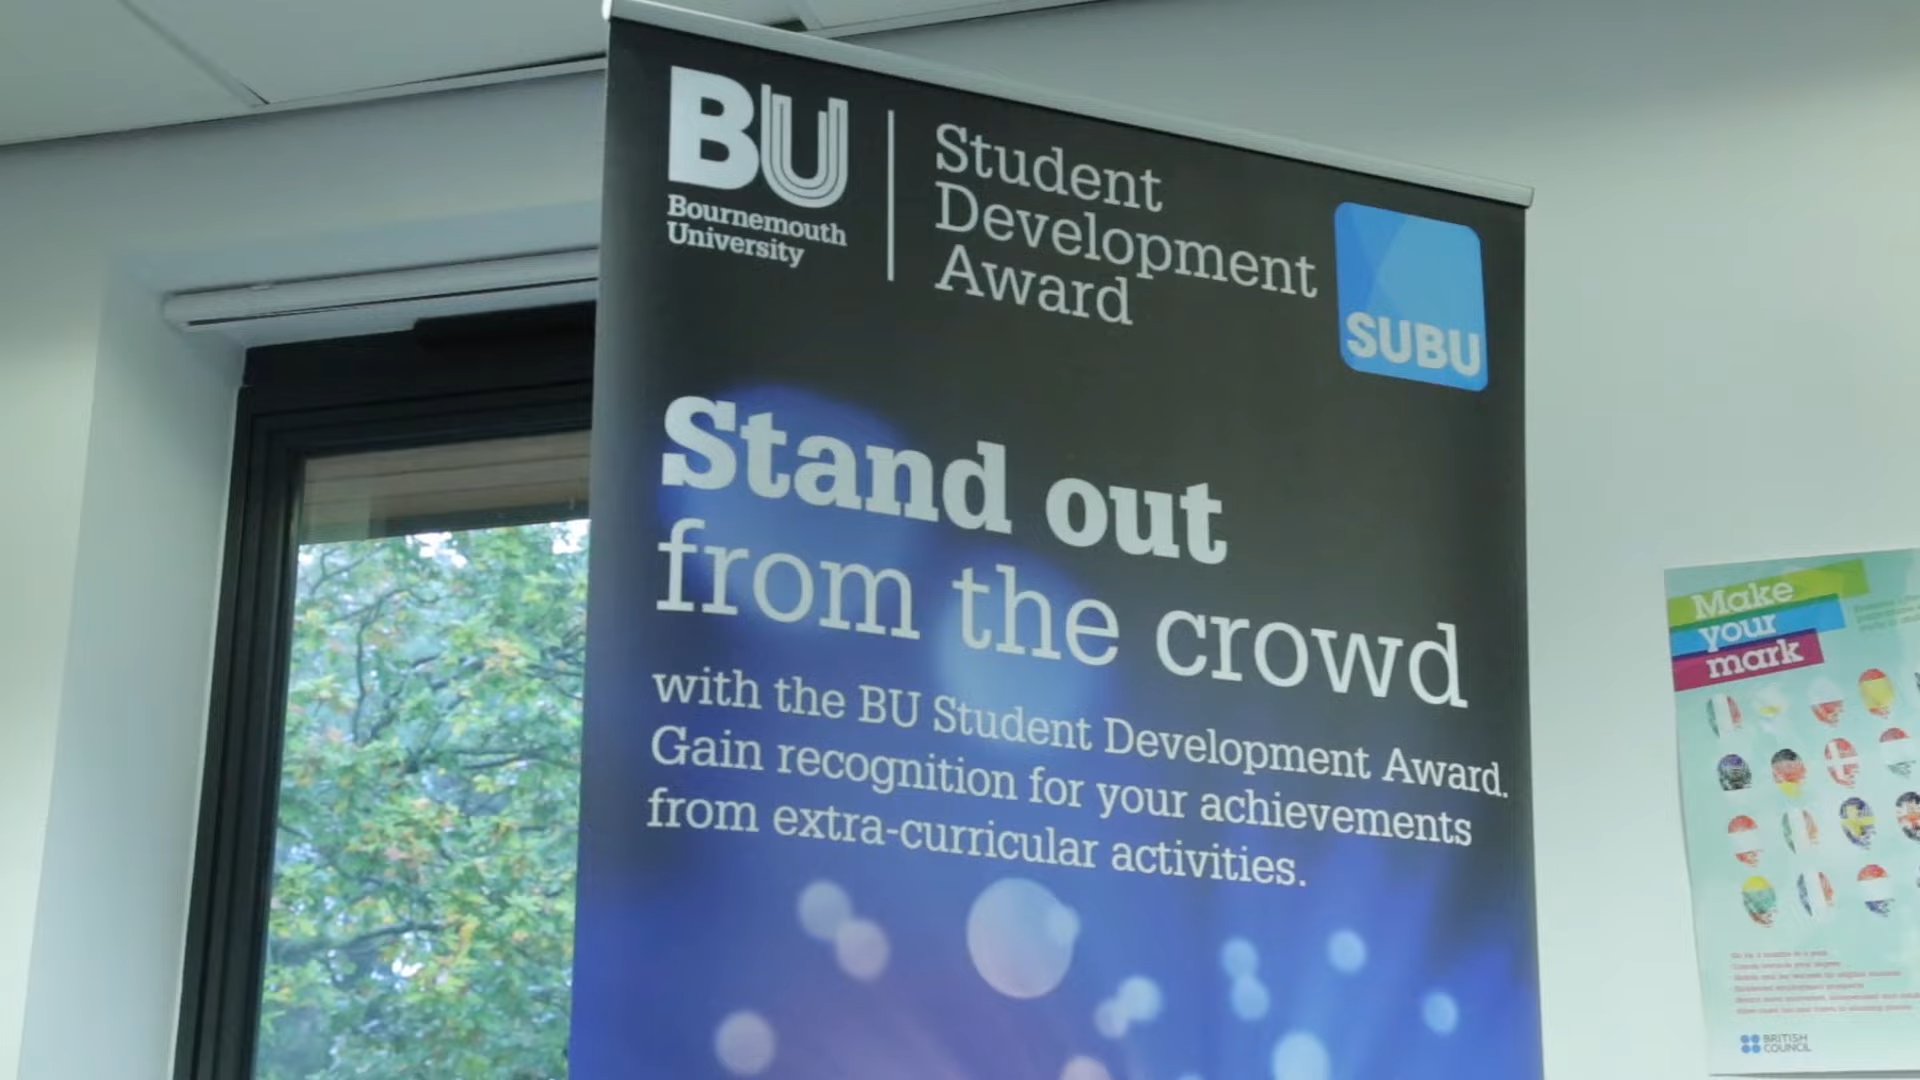 BU
Bournemouth
University
Student
Development
Award
SUBU
Stand out
from the crowd
with the BU Student Development Award.
Gain recognition for your achievements
from extra-curricular activities.
Make
your
mark
BRITISH
COUNCIL